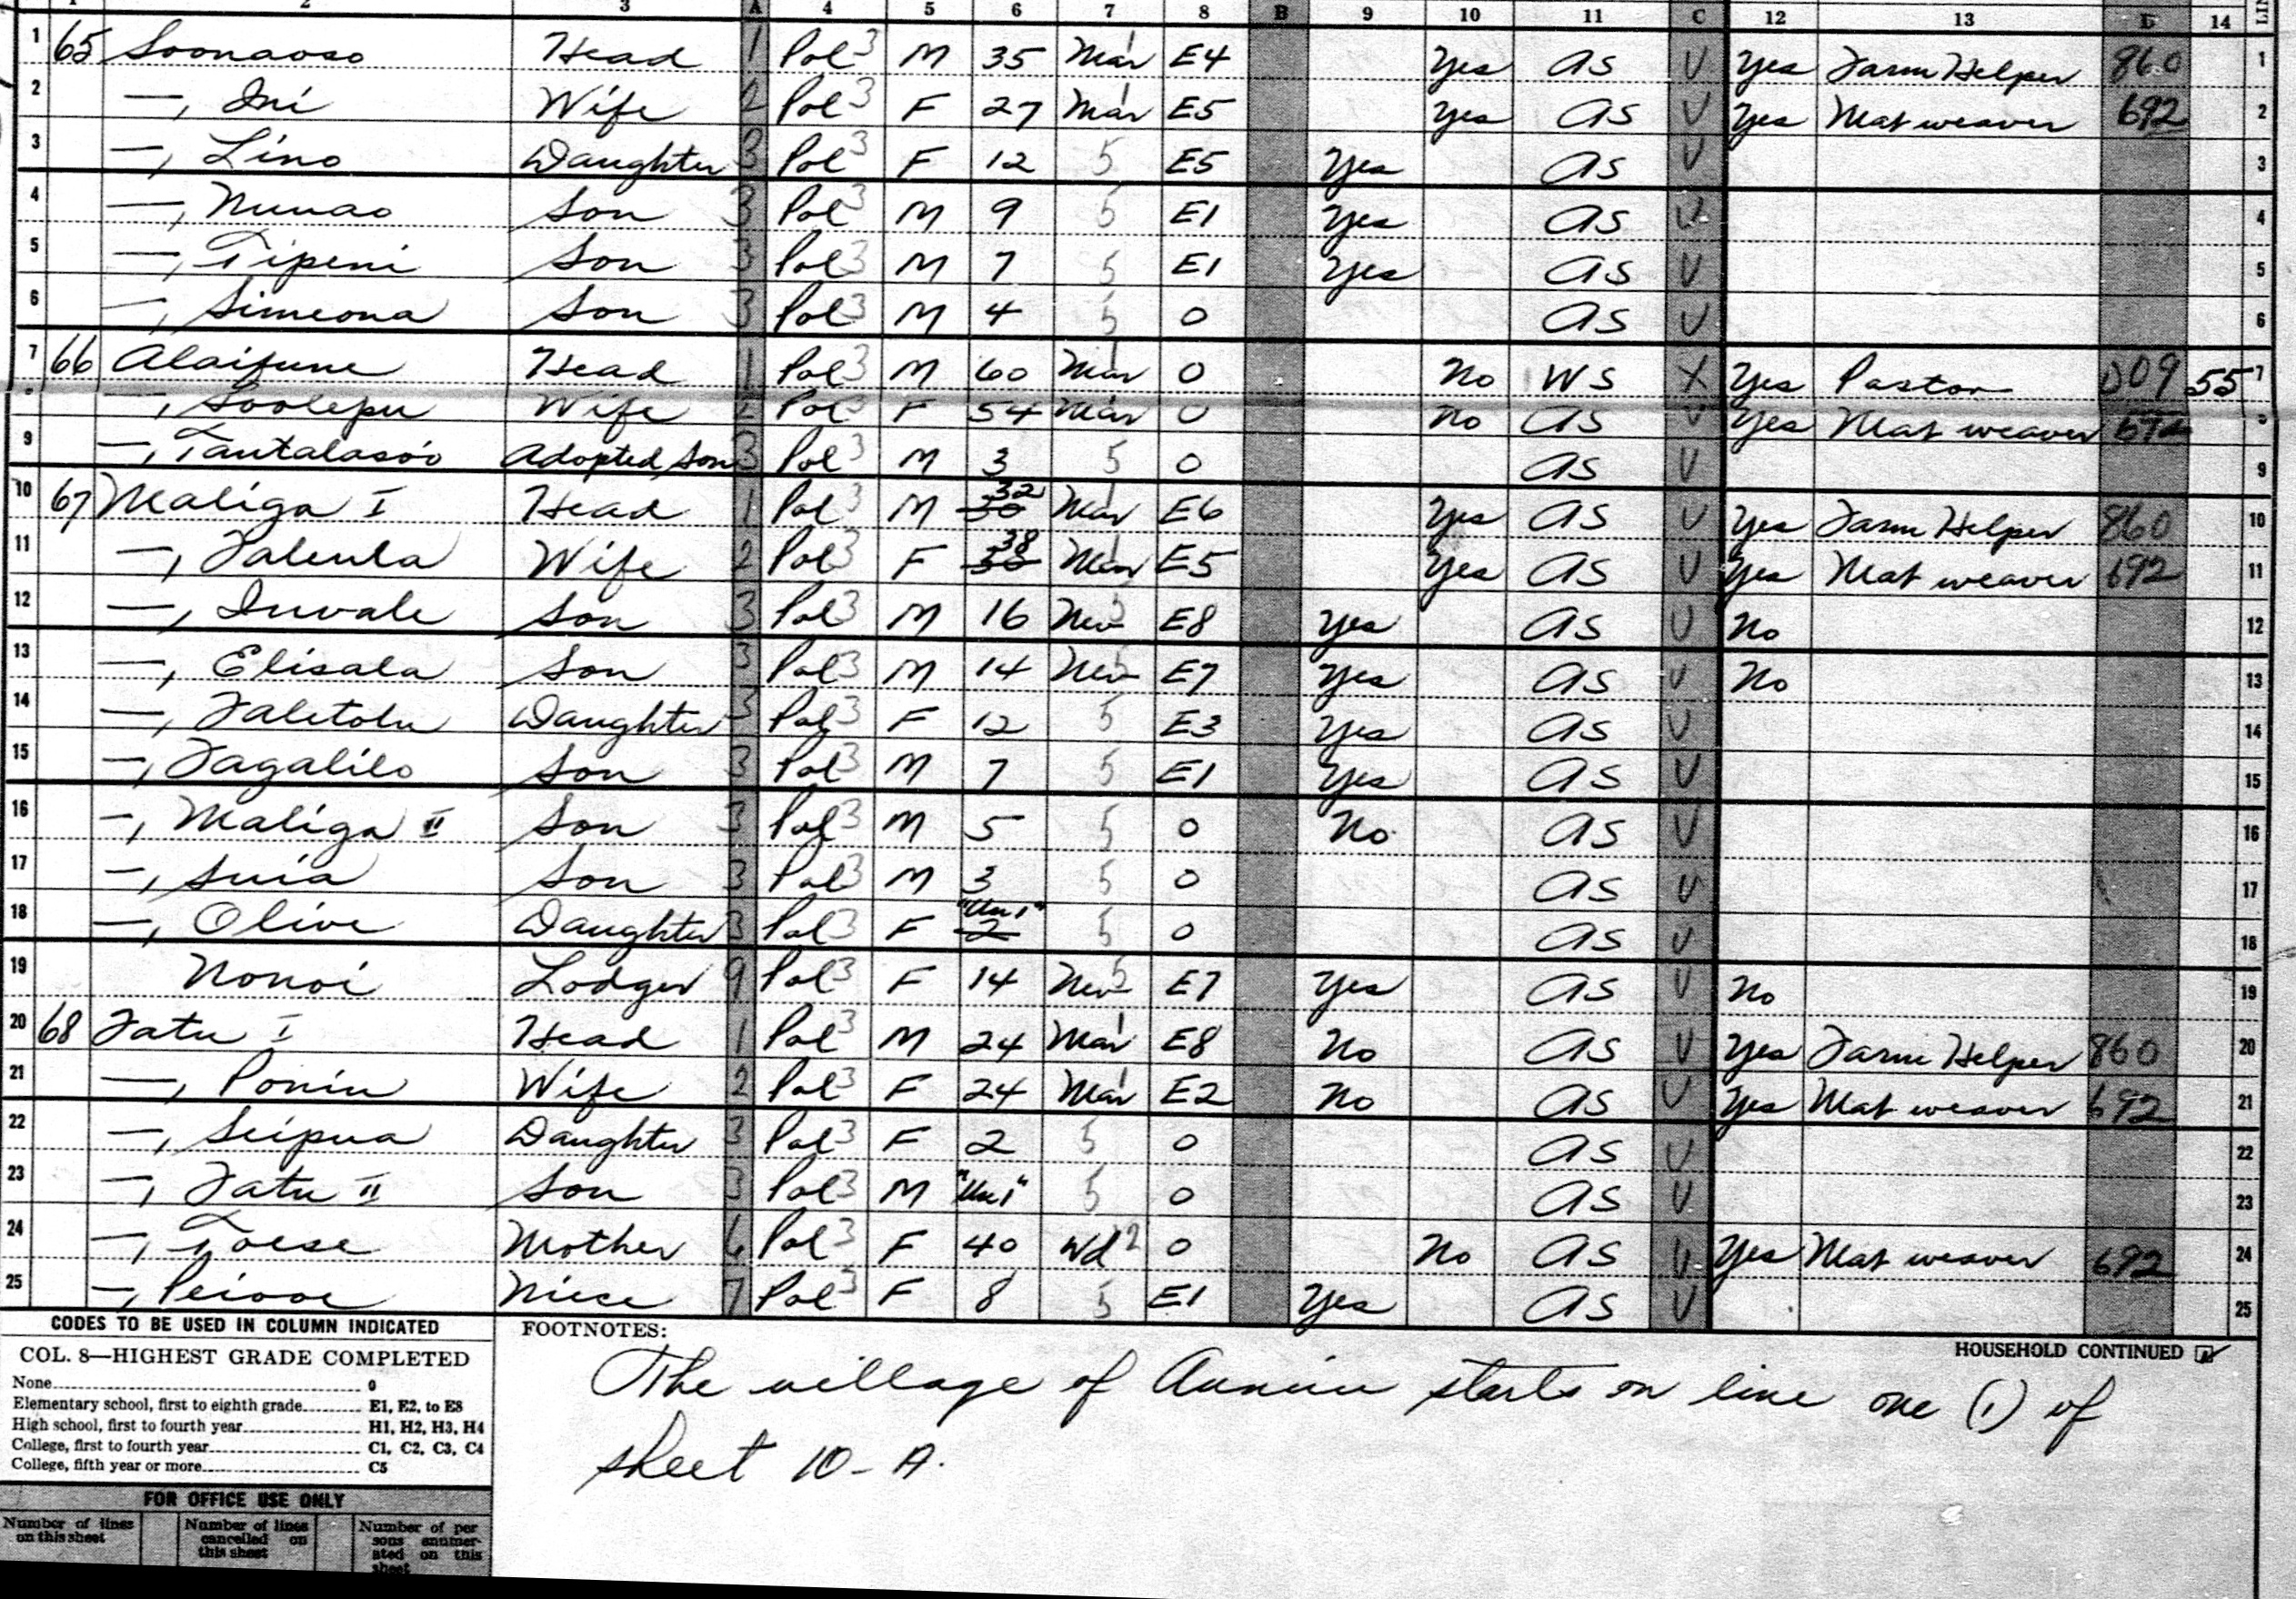 1 2 3 A 4 5 6 7 8 B 9 10 11 C 12 13 D 14
1 65 Soonaoso Head 1 Pol 3 M 35 Mar 1 E4 Yes AS V Yes Farm Helper 860 1
2 —, Ini Wife 2 Pol 3 F 27 Mar 1 E5 Yes AS V Yes Mat weaver 692 2
3 —, Lino Daughter 3 Pol 3 F 12 5 E5 Yes AS V 3
4 —, Nunao Son 3 Pol 3 M 9 5 E1 Yes AS V 4
5 —, Tipeni Son 3 Pol 3 M 7 5 E1 Yes AS V 5
6 —, Simeona Son 3 Pol 3 M 4 5 0 AS V 6
7 66 Alaifune Head 1 Pol 3 M 60 Mar 1 0 No WS X Yes Pastor 009 55 7
—, Soolepu Wife 2 Pol 3 F 54 Mar 0 No AS V Yes Mat weaver 692
9 —, Tautalasoo Adopted Son 3 Pol 3 M 3 5 0 AS V 9
10 67 Maliga I Head 1 Pol 3 M 30 32 Mar 1 E6 Yes AS V Yes Farm Helper 860 10
11 —, Faleula Wife 2 Pol 3 F 30 38 Mar 1 E5 Yes AS V Yes Mat weaver 692 11
12 —, Iuvale Son 3 Pol 3 M 16 Nev 5 E8 Yes AS V No 12
13 —, Elisala Son 3 Pol 3 M 14 Nev 5 E7 Yes AS V No 13
14 —, Faletolu Daughter 3 Pol 3 F 12 5 E3 Yes AS V 14
15 —, Fagalilo Son 3 Pol 3 M 7 5 E1 Yes AS V 15
16 —, Maliga II Son 3 Pol 3 M 5 5 0 No AS V 16
17 —, Suia Son 3 Pol 3 M 3 5 0 AS V 17
18 —, Olive Daughter 3 Pol 3 F 2 "Un 1" 5 0 AS V 18
19 Nonoi Lodger 9 Pol 3 F 14 Nev 5 E7 Yes AS V No 19
20 68 Fatu I Head 1 Pol 3 M 24 Mar 1 E8 No AS V Yes Farm Helper 860 20
21 —, Poniu Wife 2 Pol 3 F 24 Mar 1 E2 No AS V Yes Mat weaver 692 21
22 —, Seipua Daughter 3 Pol 3 F 2 5 0 AS V 22
23 —, Fatu II Son 3 Pol 3 M "Un 1" 5 0 AS V 23
24 —, Toese Mother 6 Pol 3 F 40 Wd 2 0 No AS V Yes Mat weaver 692 24
25 —, Peiooe Niece 7 Pol 3 F 8 5 E1 Yes AS V 25
CODES TO BE USED IN COLUMN INDICATED
COL. 8—HIGHEST GRADE COMPLETED
None 0
Elementary school, first to eighth grade E1, E2, to E8
High school, first to fourth year H1, H2, H3, H4
College, first to fourth year C1, C2, C3, C4
College, fifth year or more C5
FOR OFFICE USE ONLY
Number of lines on this sheet
Number of lines cancelled on this sheet
Number of persons enumerated on this sheet
FOOTNOTES:
HOUSEHOLD CONTINUED
The village of Aunuu starts on line one (1) of
sheet 10-A.